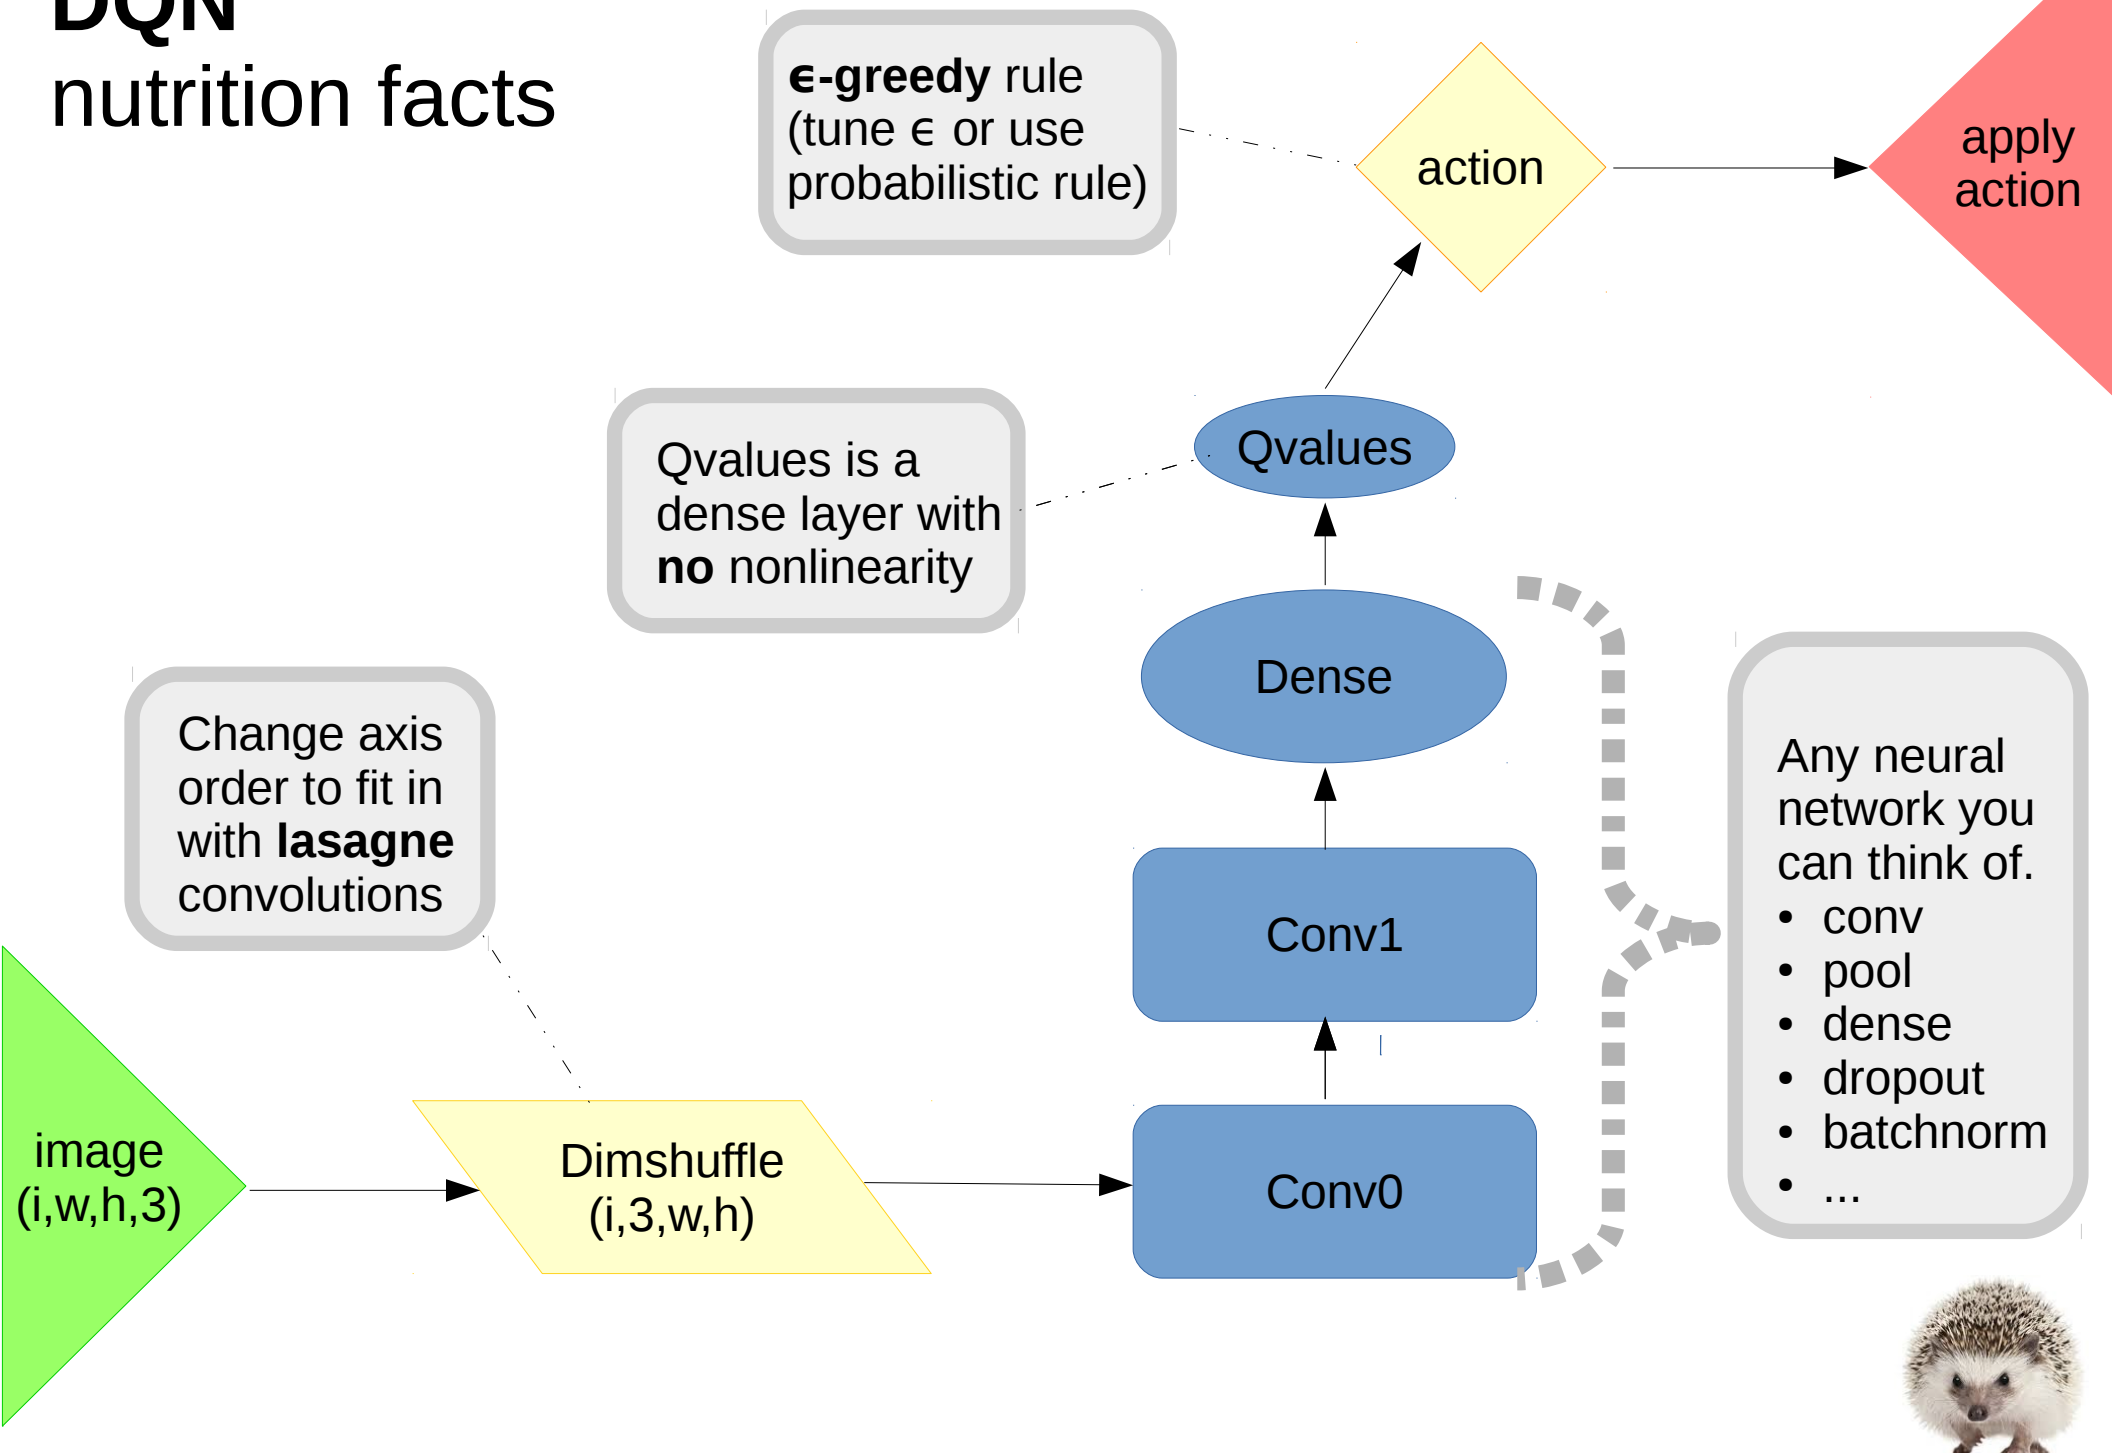 DQN
nutrition facts
ϵ-greedy rule
(tune ϵ or use
probabilistic rule)
action
apply
action
Qvalues is a
dense layer with
no nonlinearity
Qvalues
Dense
Change axis
order to fit in
with lasagne
convolutions
Conv1
Any neural
network you
can think of.
• conv
• pool
• dense
• dropout
• batchnorm
• ...
image
(i,w,h,3)
Dimshuffle
(i,3,w,h)
Conv0